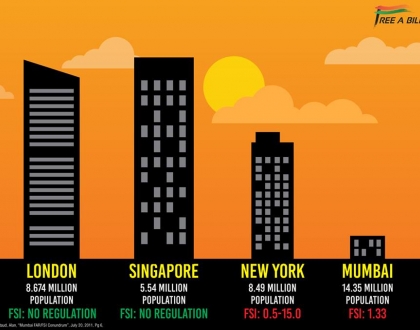 FREE A BILL
LONDON
8.674 MILLION
POPULATION
FSI: NO REGULATION
SINGAPORE
5.54 MILLION
POPULATION
FSI: NO REGULATION
NEW YORK
8.49 MILLION
POPULATION
FSI: 0.5-15.0
MUMBAI
14.35 MILLION
POPULATION
FSI: 1.33
Alan, "Mumbai FAR/FSI Conundrum", July 20, 2011, Pg 6,